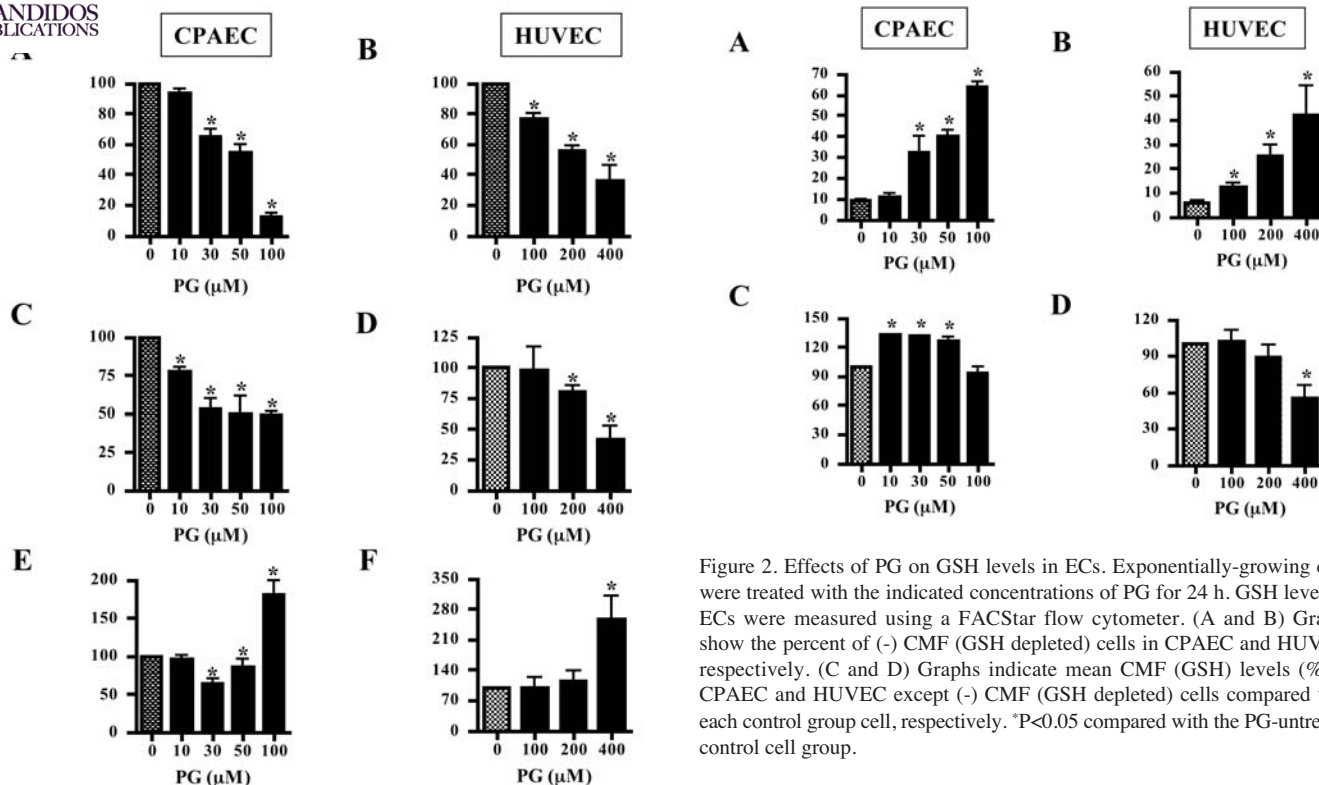 CPAEC
HUVEC
B
100
80
60
40
20
0
* * *
0 10 30 50 100
PG (µM)
100
80
60
40
20
0
* * *
0 100 200 400
PG (µM)
C
100
75
50
25
0
* * * *
0 10 30 50 100
PG (µM)
D
125
100
75
50
25
0
* *
0 100 200 400
PG (µM)
E
200
150
100
50
0
* * *
0 10 30 50 100
PG (µM)
F
350
280
210
140
70
0
*
0 100 200 400
PG (µM)
A
CPAEC
B
HUVEC
70
60
50
40
30
20
10
0
* * *
0 10 30 50 100
PG (µM)
60
50
40
30
20
10
0
* * *
0 100 200 400
PG (µM)
C
150
120
90
60
30
0
* * *
0 10 30 50 100
PG (µM)
D
120
90
60
30
0
*
0 100 200 400
PG (µM)
Figure 2. Effects of PG on GSH levels in ECs. Exponentially-growing
were treated with the indicated concentrations of PG for 24 h. GSH
ECs were measured using a FACStar flow cytometer. (A and B)
show the percent of (-) CMF (GSH depleted) cells in CPAEC and
respectively. (C and D) Graphs indicate mean CMF (GSH) levels
CPAEC and HUVEC except (-) CMF (GSH depleted) cells compared
each control group cell, respectively. *P<0.05 compared with the
control cell group.